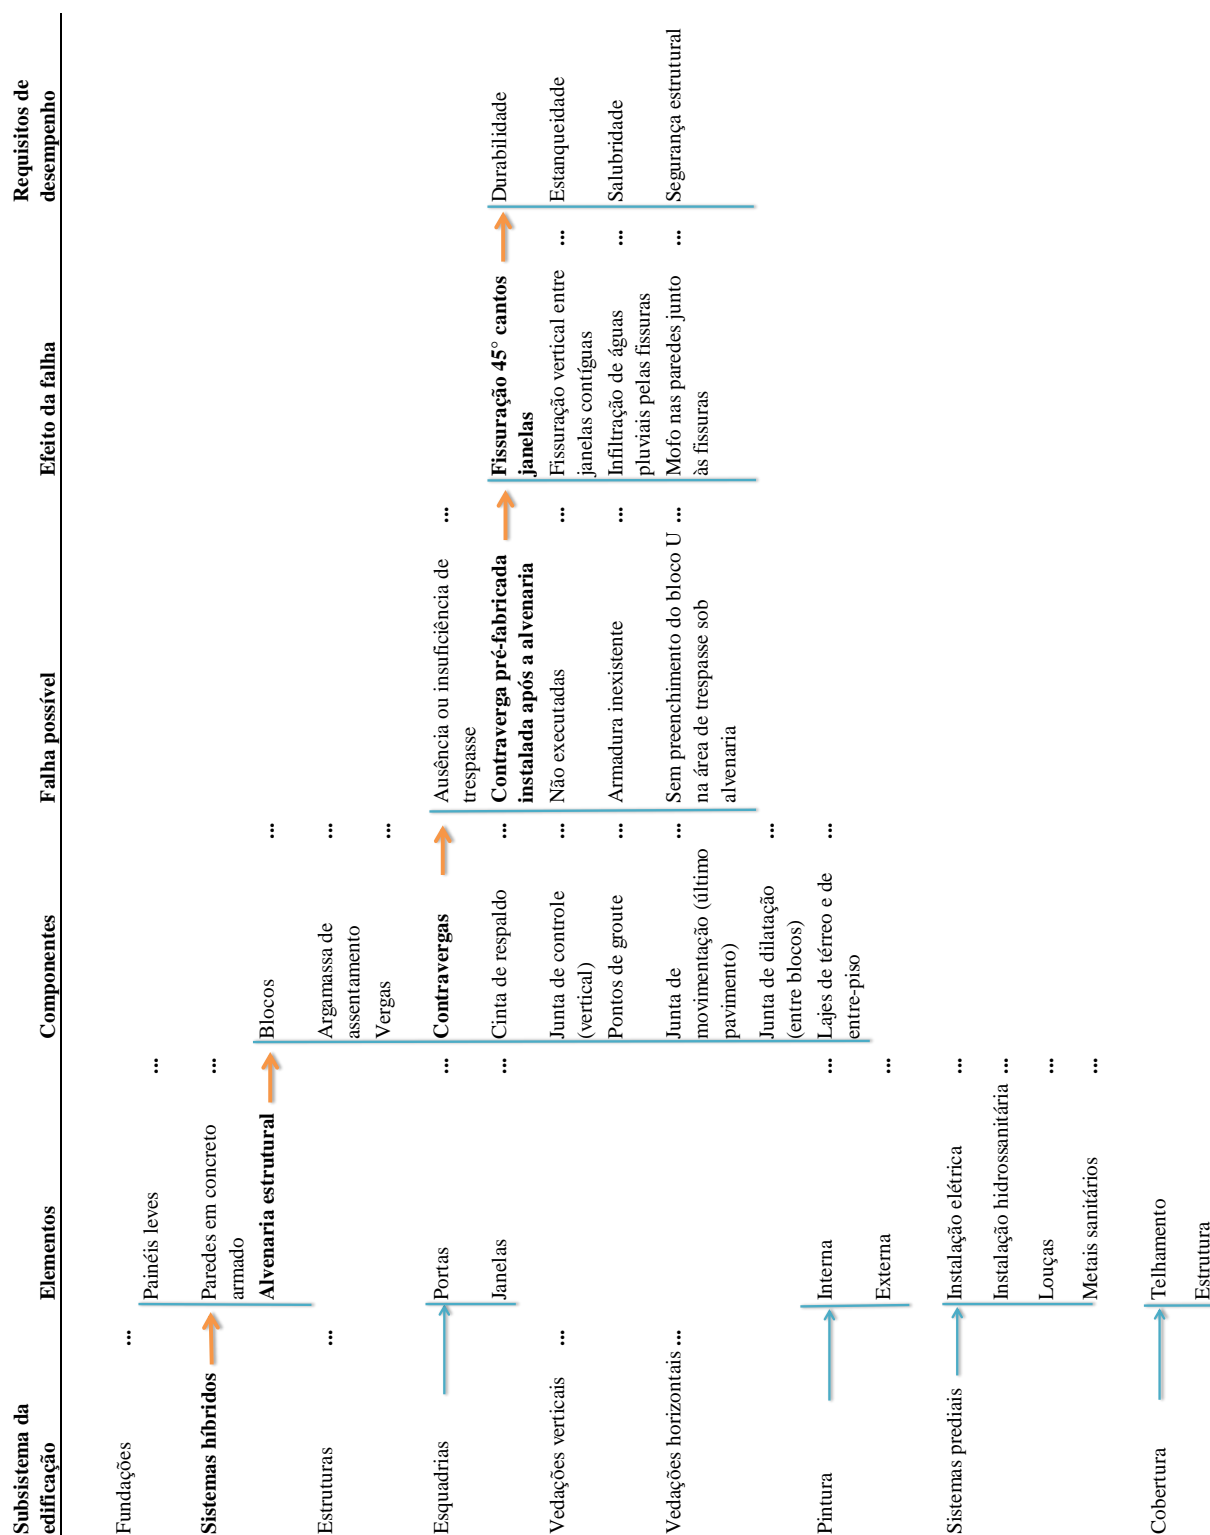 Subsistema da
edificação
Elementos
Componentes
Falha possível
Efeito da falha
Requisitos de
desempenho
Fundações
...
Painéis leves
...
Sistemas híbridos
Paredes em concreto
armado
...
Alvenaria estrutural
Blocos
...
Estruturas
...
Argamassa de
assentamento
...
Vergas
...
Esquadrias
Portas
...
Contravergas
Ausência ou insuficiência de
trespasse
...
Janelas
...
Cinta de respaldo
...
Contraverga pré-fabricada
instalada após a alvenaria
Fissuração 45° cantos
janelas
Durabilidade
Vedações verticais
...
Junta de controle
(vertical)
...
Não executadas
...
Fissuração vertical entre
janelas contíguas
...
Estanqueidade
Pontos de groute
...
Armadura inexistente
...
Infiltração de águas
pluviais pelas fissuras
...
Salubridade
Vedações horizontais ...
Junta de
movimentação (último
pavimento)
...
Sem preenchimento do bloco U ...
na área de trespasse sob
alvenaria
Mofo nas paredes junto
às fissuras
...
Segurança estrutural
Junta de dilatação
(entre blocos)
...
Pintura
Interna
...
Lajes de térreo e de
entre-piso
...
Externa
...
Sistemas prediais
Instalação elétrica
...
Instalação hidrossanitária ...
Louças
...
Metais sanitários
...
Cobertura
Telhamento
Estrutura